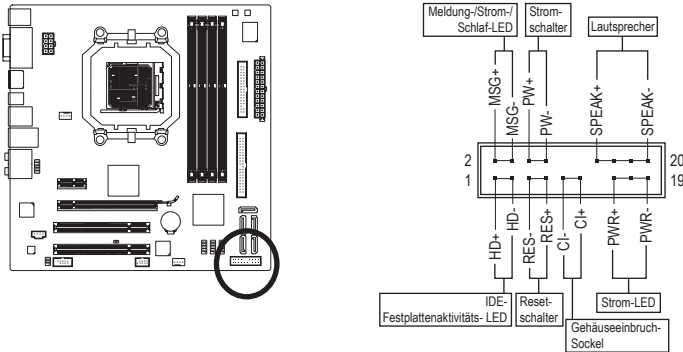 Meldung-/Strom-/
Schlaf-LED
Strom-
schalter
Lautsprecher
MSG+
MSG-
PW+
PW-
SPEAK+
SPEAK-
2
20
1
19
HD+
HD-
RES-
RES+
CI-
CI+
PWR+
PWR-
IDE-
Festplattenaktivitäts- LED
Reset-
schalter
Strom-LED
Gehäuseeinbruch-
Sockel